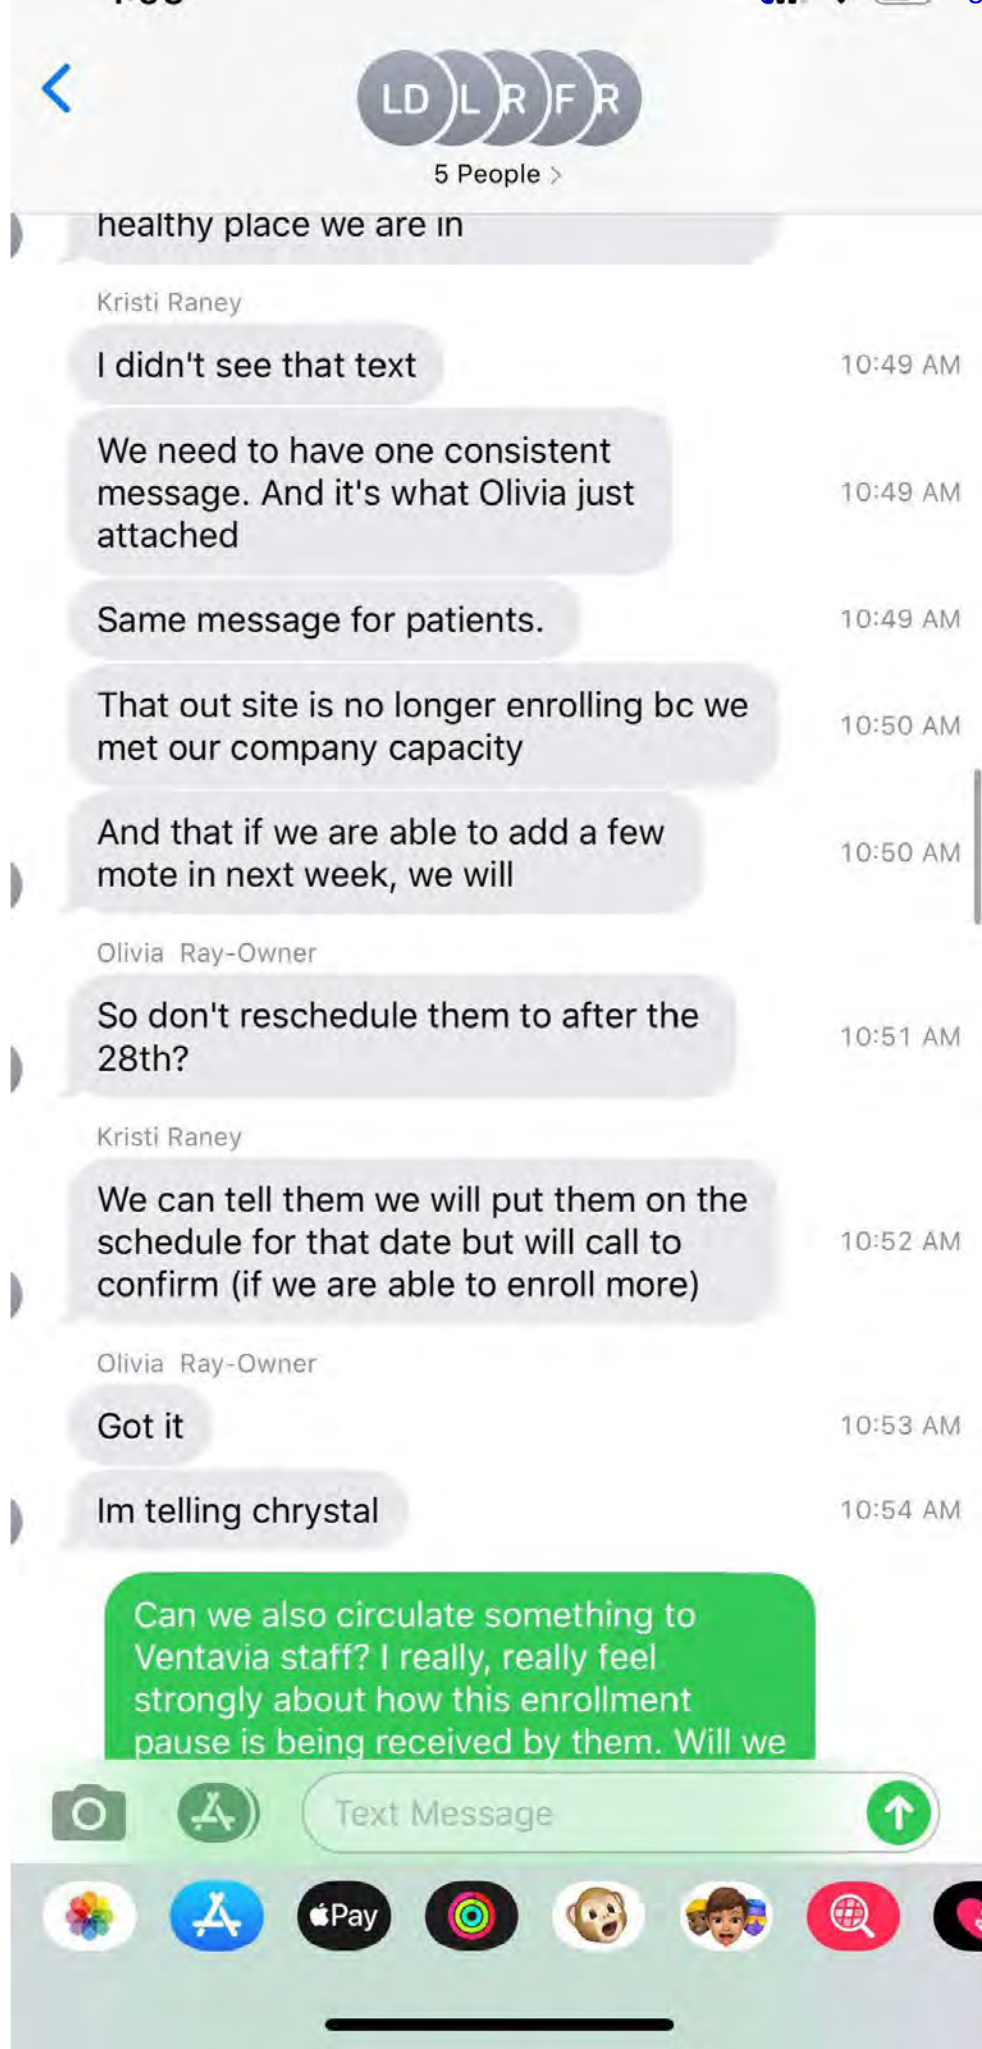 LD L R F R
5 People >
healthy place we are in
Kristi Raney
I didn't see that text
10:49 AM
We need to have one consistent
message. And it's what Olivia just
attached
10:49 AM
Same message for patients.
10:49 AM
That out site is no longer enrolling bc we
met our company capacity
10:50 AM
And that if we are able to add a few
mote in next week, we will
10:50 AM
Olivia Ray-Owner
So don't reschedule them to after the
28th?
10:51 AM
Kristi Raney
We can tell them we will put them on the
schedule for that date but will call to
confirm (if we are able to enroll more)
10:52 AM
Olivia Ray-Owner
Got it
10:53 AM
Im telling chrystal
10:54 AM
Can we also circulate something to
Ventavia staff? I really, really feel
strongly about how this enrollment
pause is being received by them. Will we
Text Message
Pay